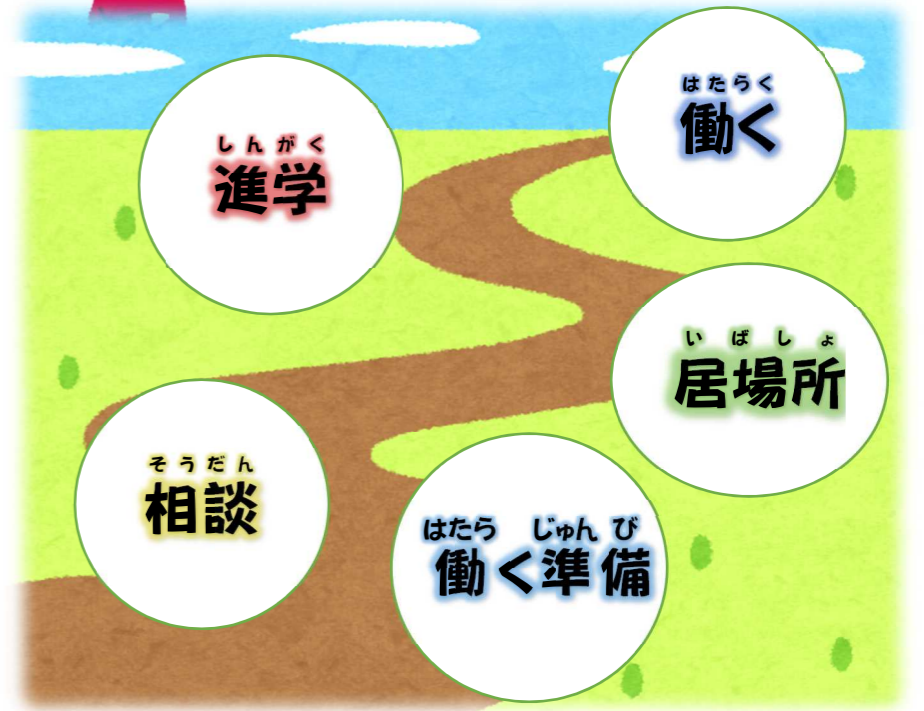 はたらく
働く
しんがく
進学
いばしょ
居場所
そうだん
相談
はたら じゅんび
働く準備